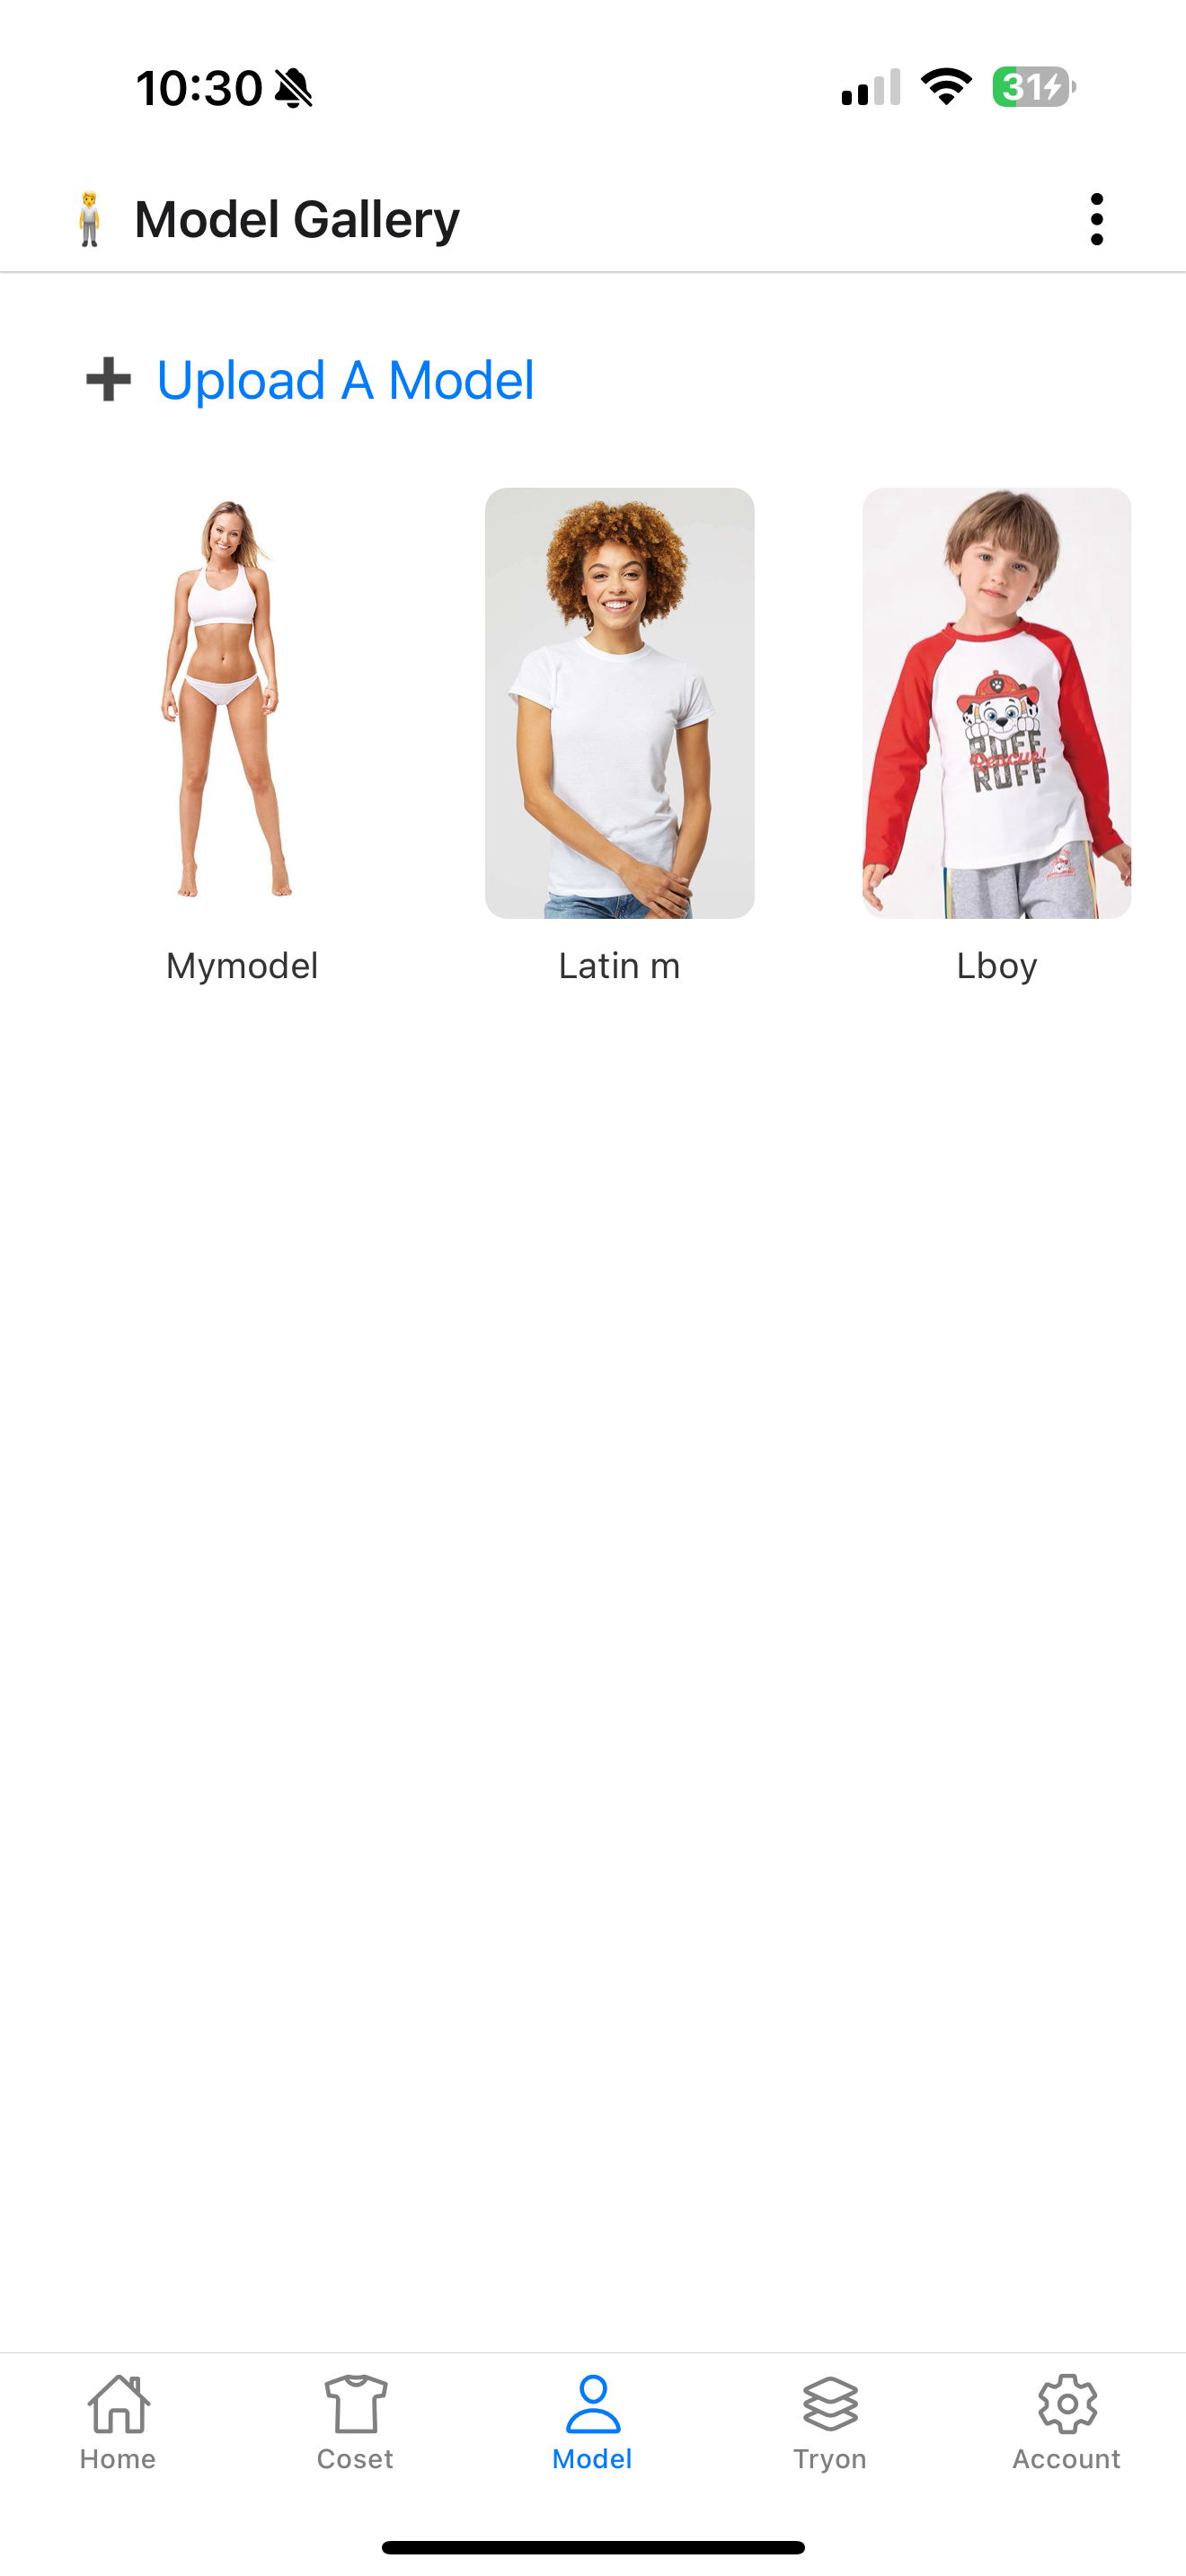 10:30
31
Model Gallery
Upload A Model
RUFF
Rescue!
RUFF
Mymodel
Latin m
Lboy
Home
Coset
Model
Tryon
Account